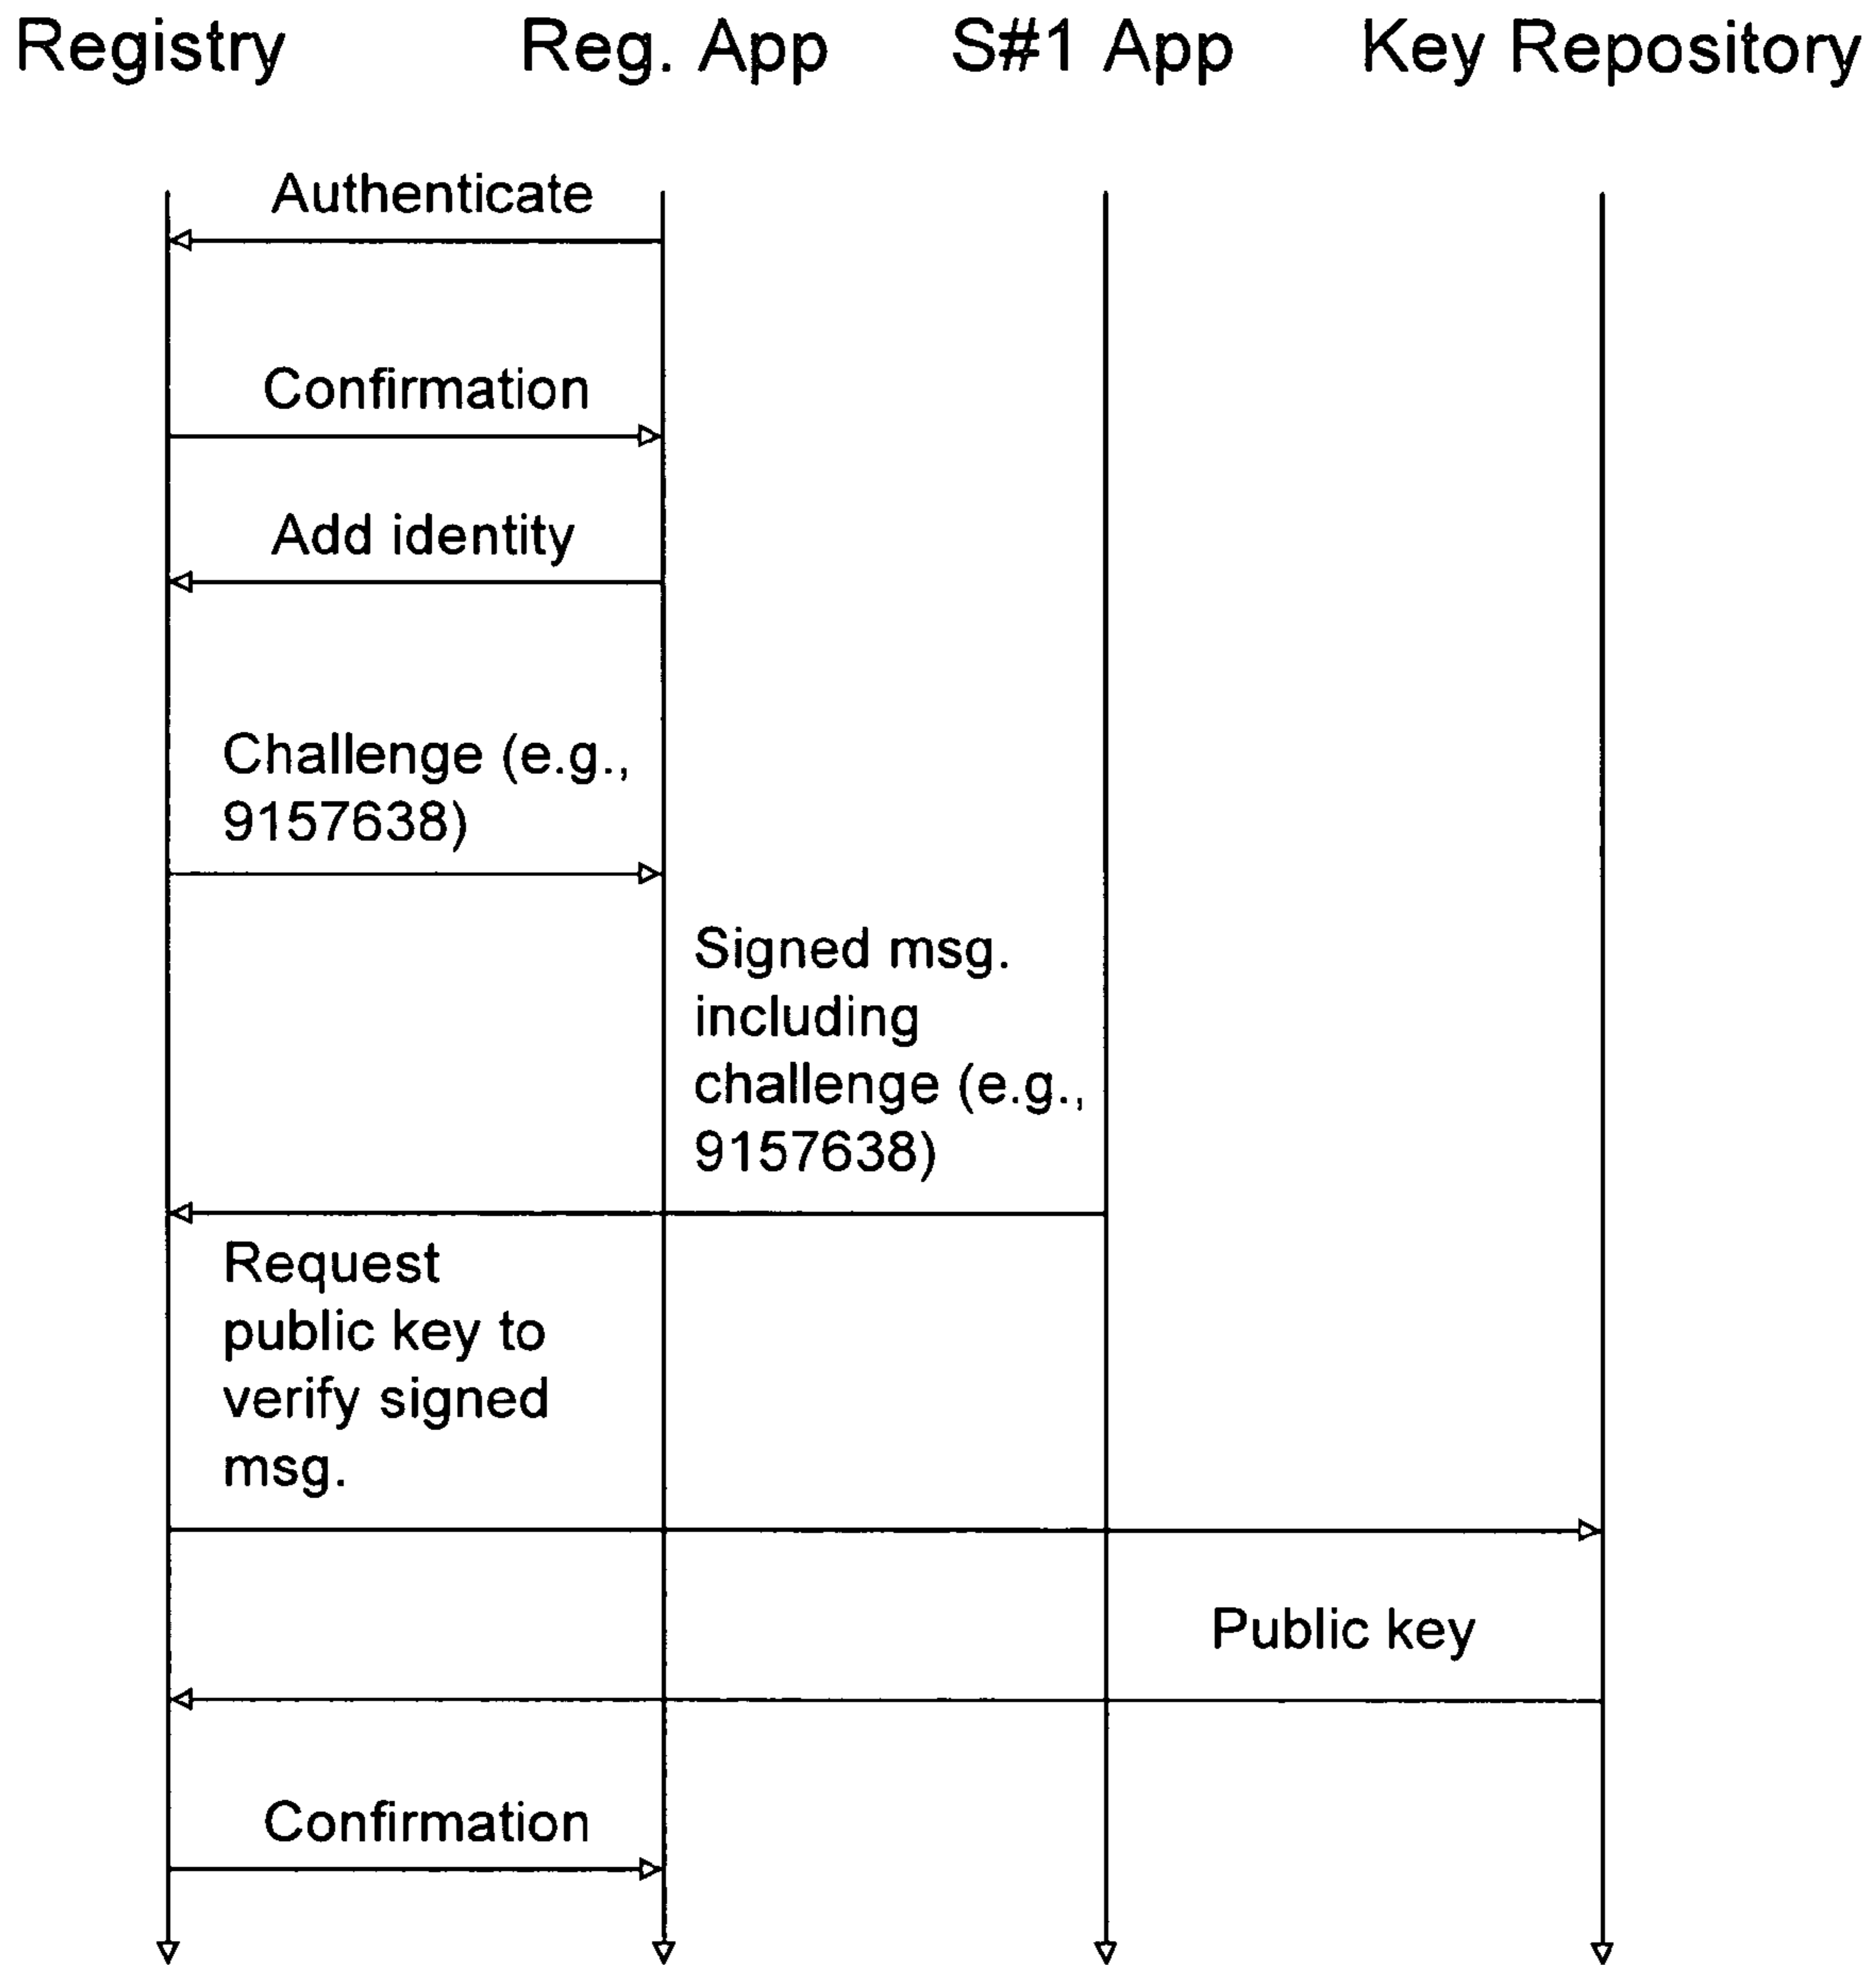 Registry Reg. App S#1 App Key Repository
Authenticate
Confirmation
Add identity
Challenge (e.g.,
9157638)
Signed msg.
including
challenge (e.g.,
9157638)
Request
public key to
verify signed
msg.
Public key
Confirmation